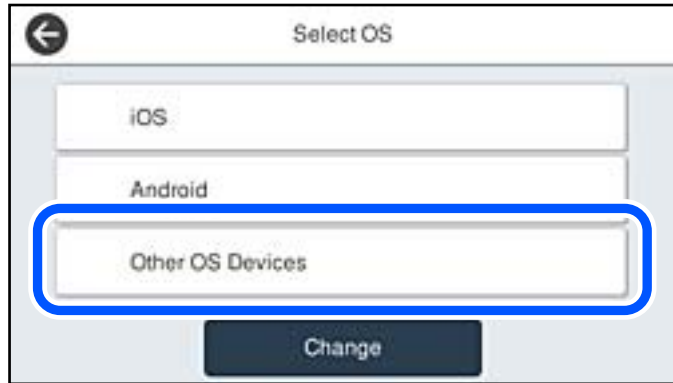 Select OS
iOS
Android
Other OS Devices
Change